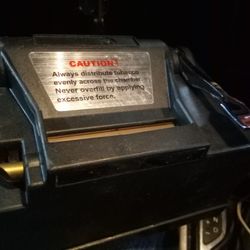 CAUTION!
Always distribute tobacco
evenly across the chamber.
Never overfill by applying
excessive force.